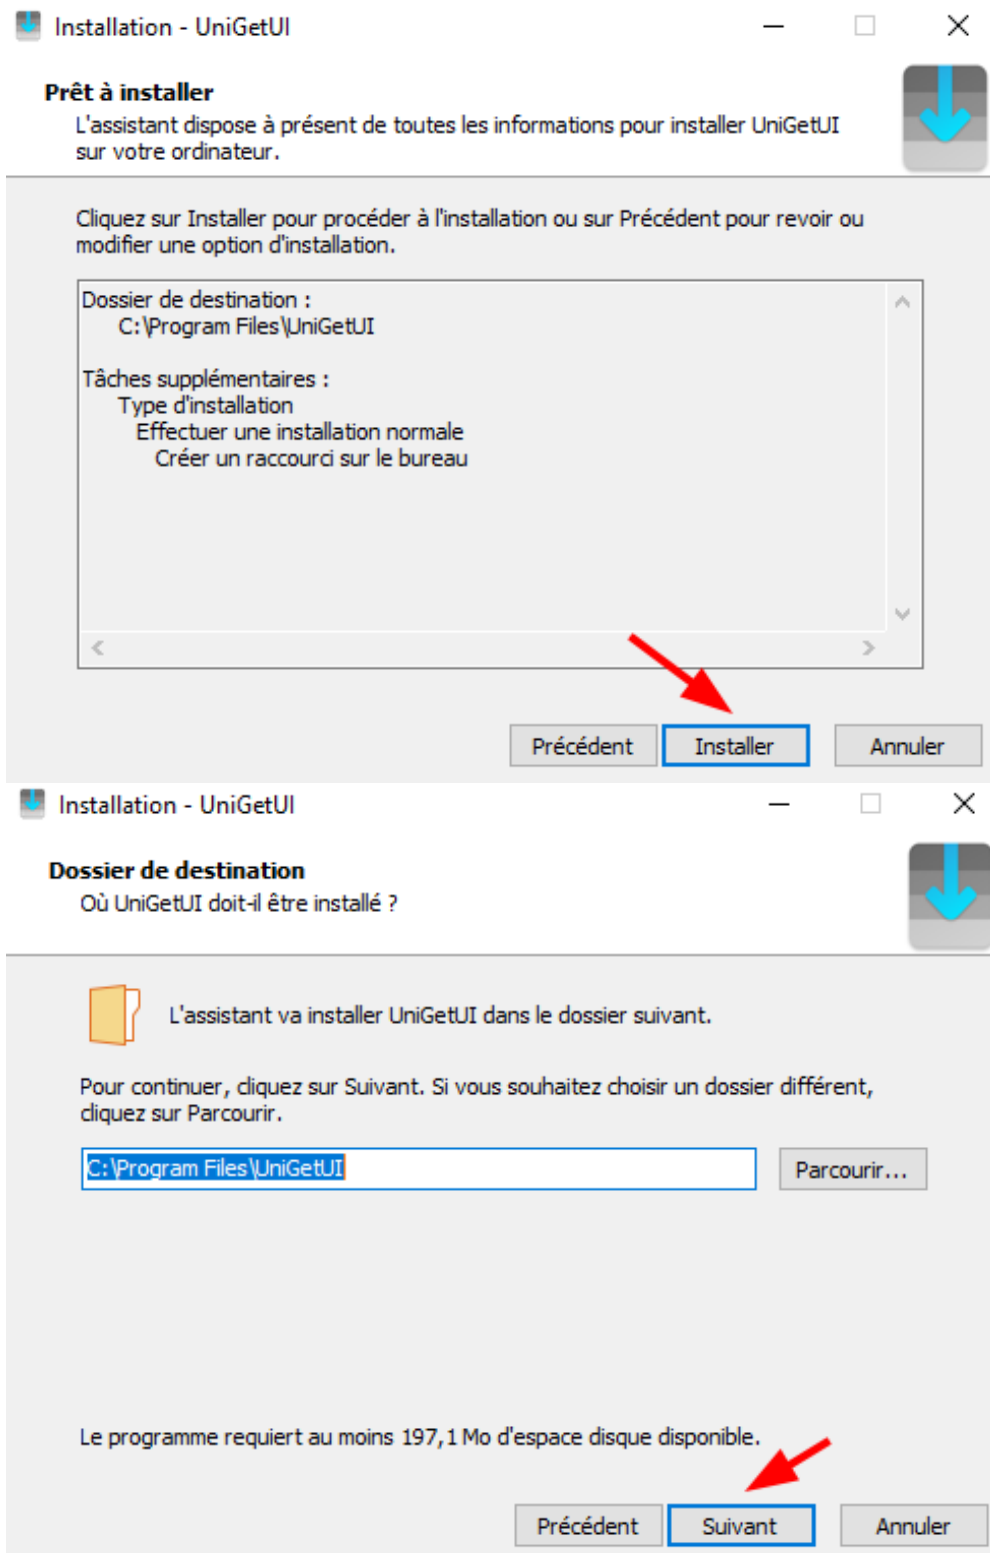 Installation - UniGetUI
Prêt à installer
L'assistant dispose à présent de toutes les informations pour installer UniGetUI
sur votre ordinateur.
Cliquez sur Installer pour procéder à l'installation ou sur Précédent pour revoir ou
modifier une option d'installation.
Dossier de destination :
C:\Program Files\UniGetUI
Tâches supplémentaires :
Type d'installation
Effectuer une installation normale
Créer un raccourci sur le bureau
Précédent Installer Annuler
Installation - UniGetUI
Dossier de destination
Où UniGetUI doit-il être installé ?
L'assistant va installer UniGetUI dans le dossier suivant.
Pour continuer, cliquez sur Suivant. Si vous souhaitez choisir un dossier différent,
cliquez sur Parcourir.
C:\Program Files\UniGetUI Parcourir...
Le programme requiert au moins 197,1 Mo d'espace disque disponible.
Précédent Suivant Annuler